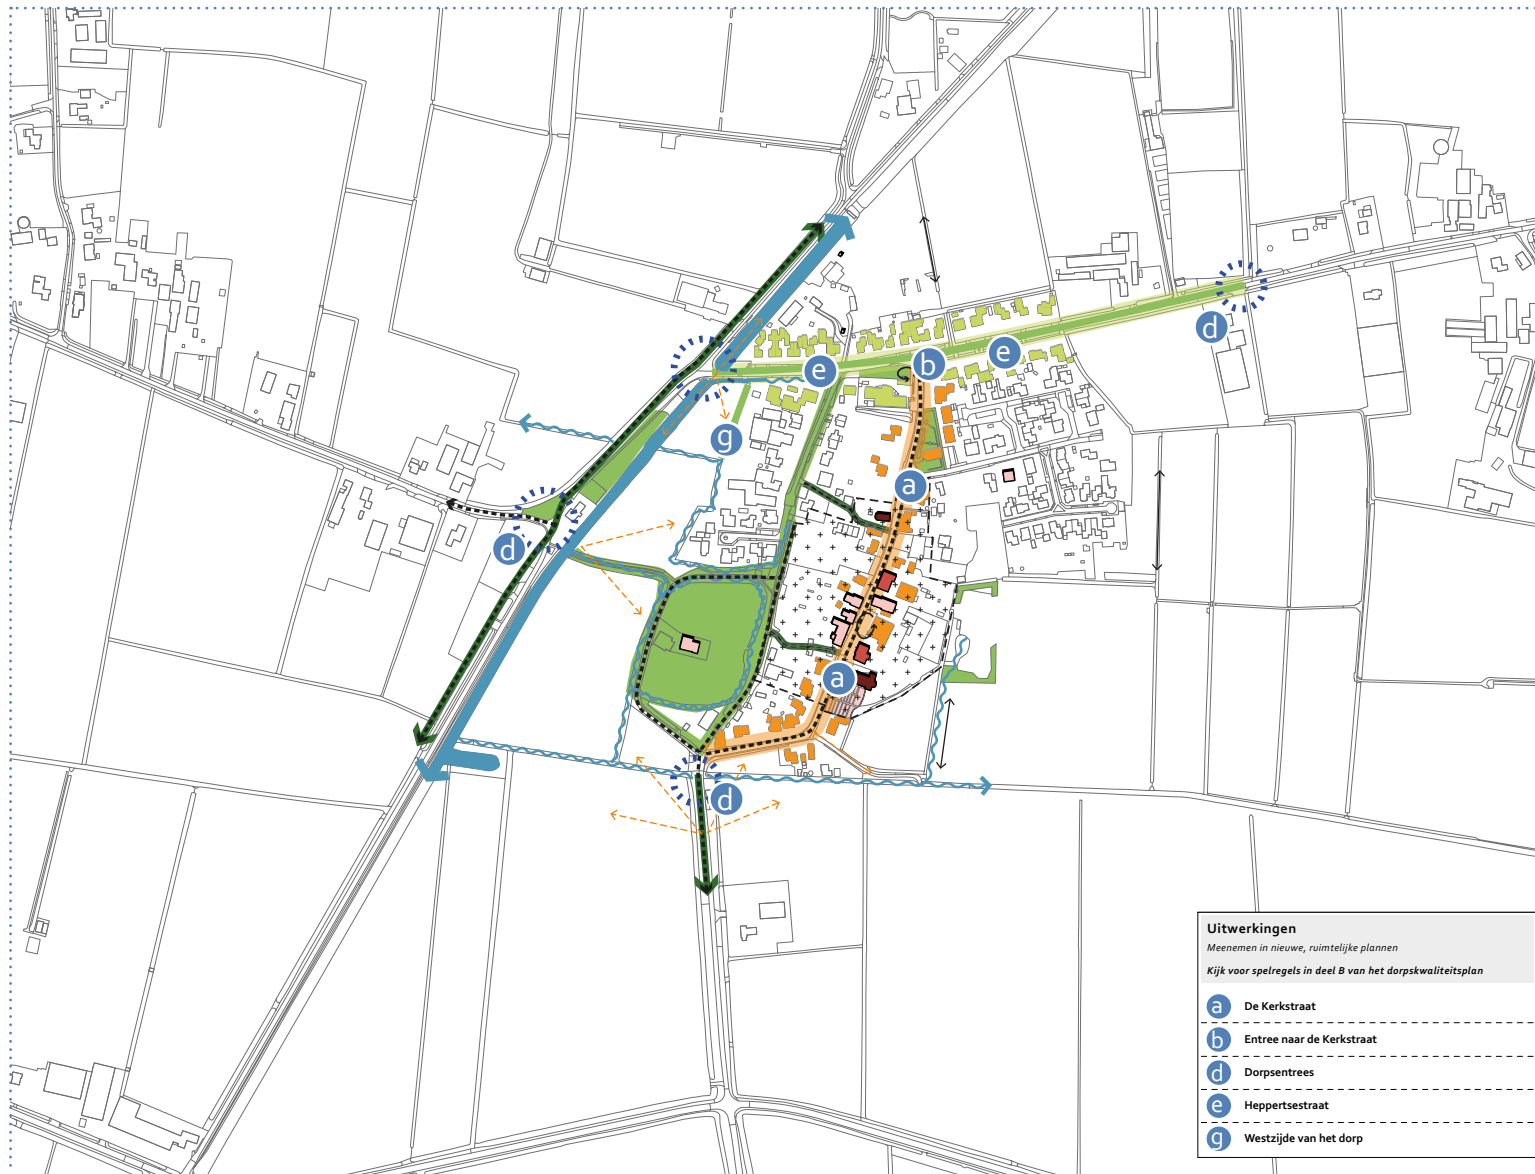 d
e
b
e
g
a
d
a
d
Uitwerkingen
Meenemen in nieuwe, ruimtelijke plannen
Kijk voor spelregels in deel B van het dorpskwaliteitsplan
a De Kerkstraat
b Entree naar de Kerkstraat
d Dorpsentrees
e Heppertsestraat
g Westzijde van het dorp